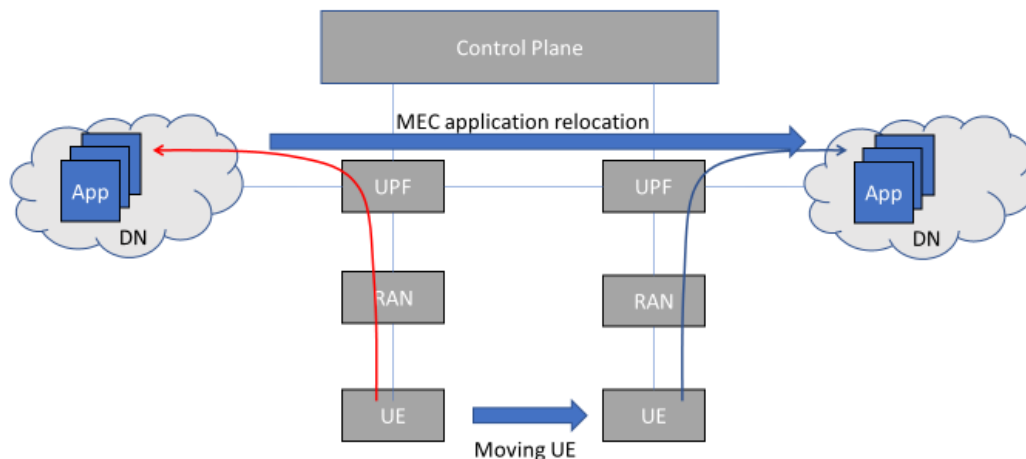 Control Plane
MEC application relocation
App
DN
UPF
UPF
App
DN
RAN
RAN
UE
UE
Moving UE